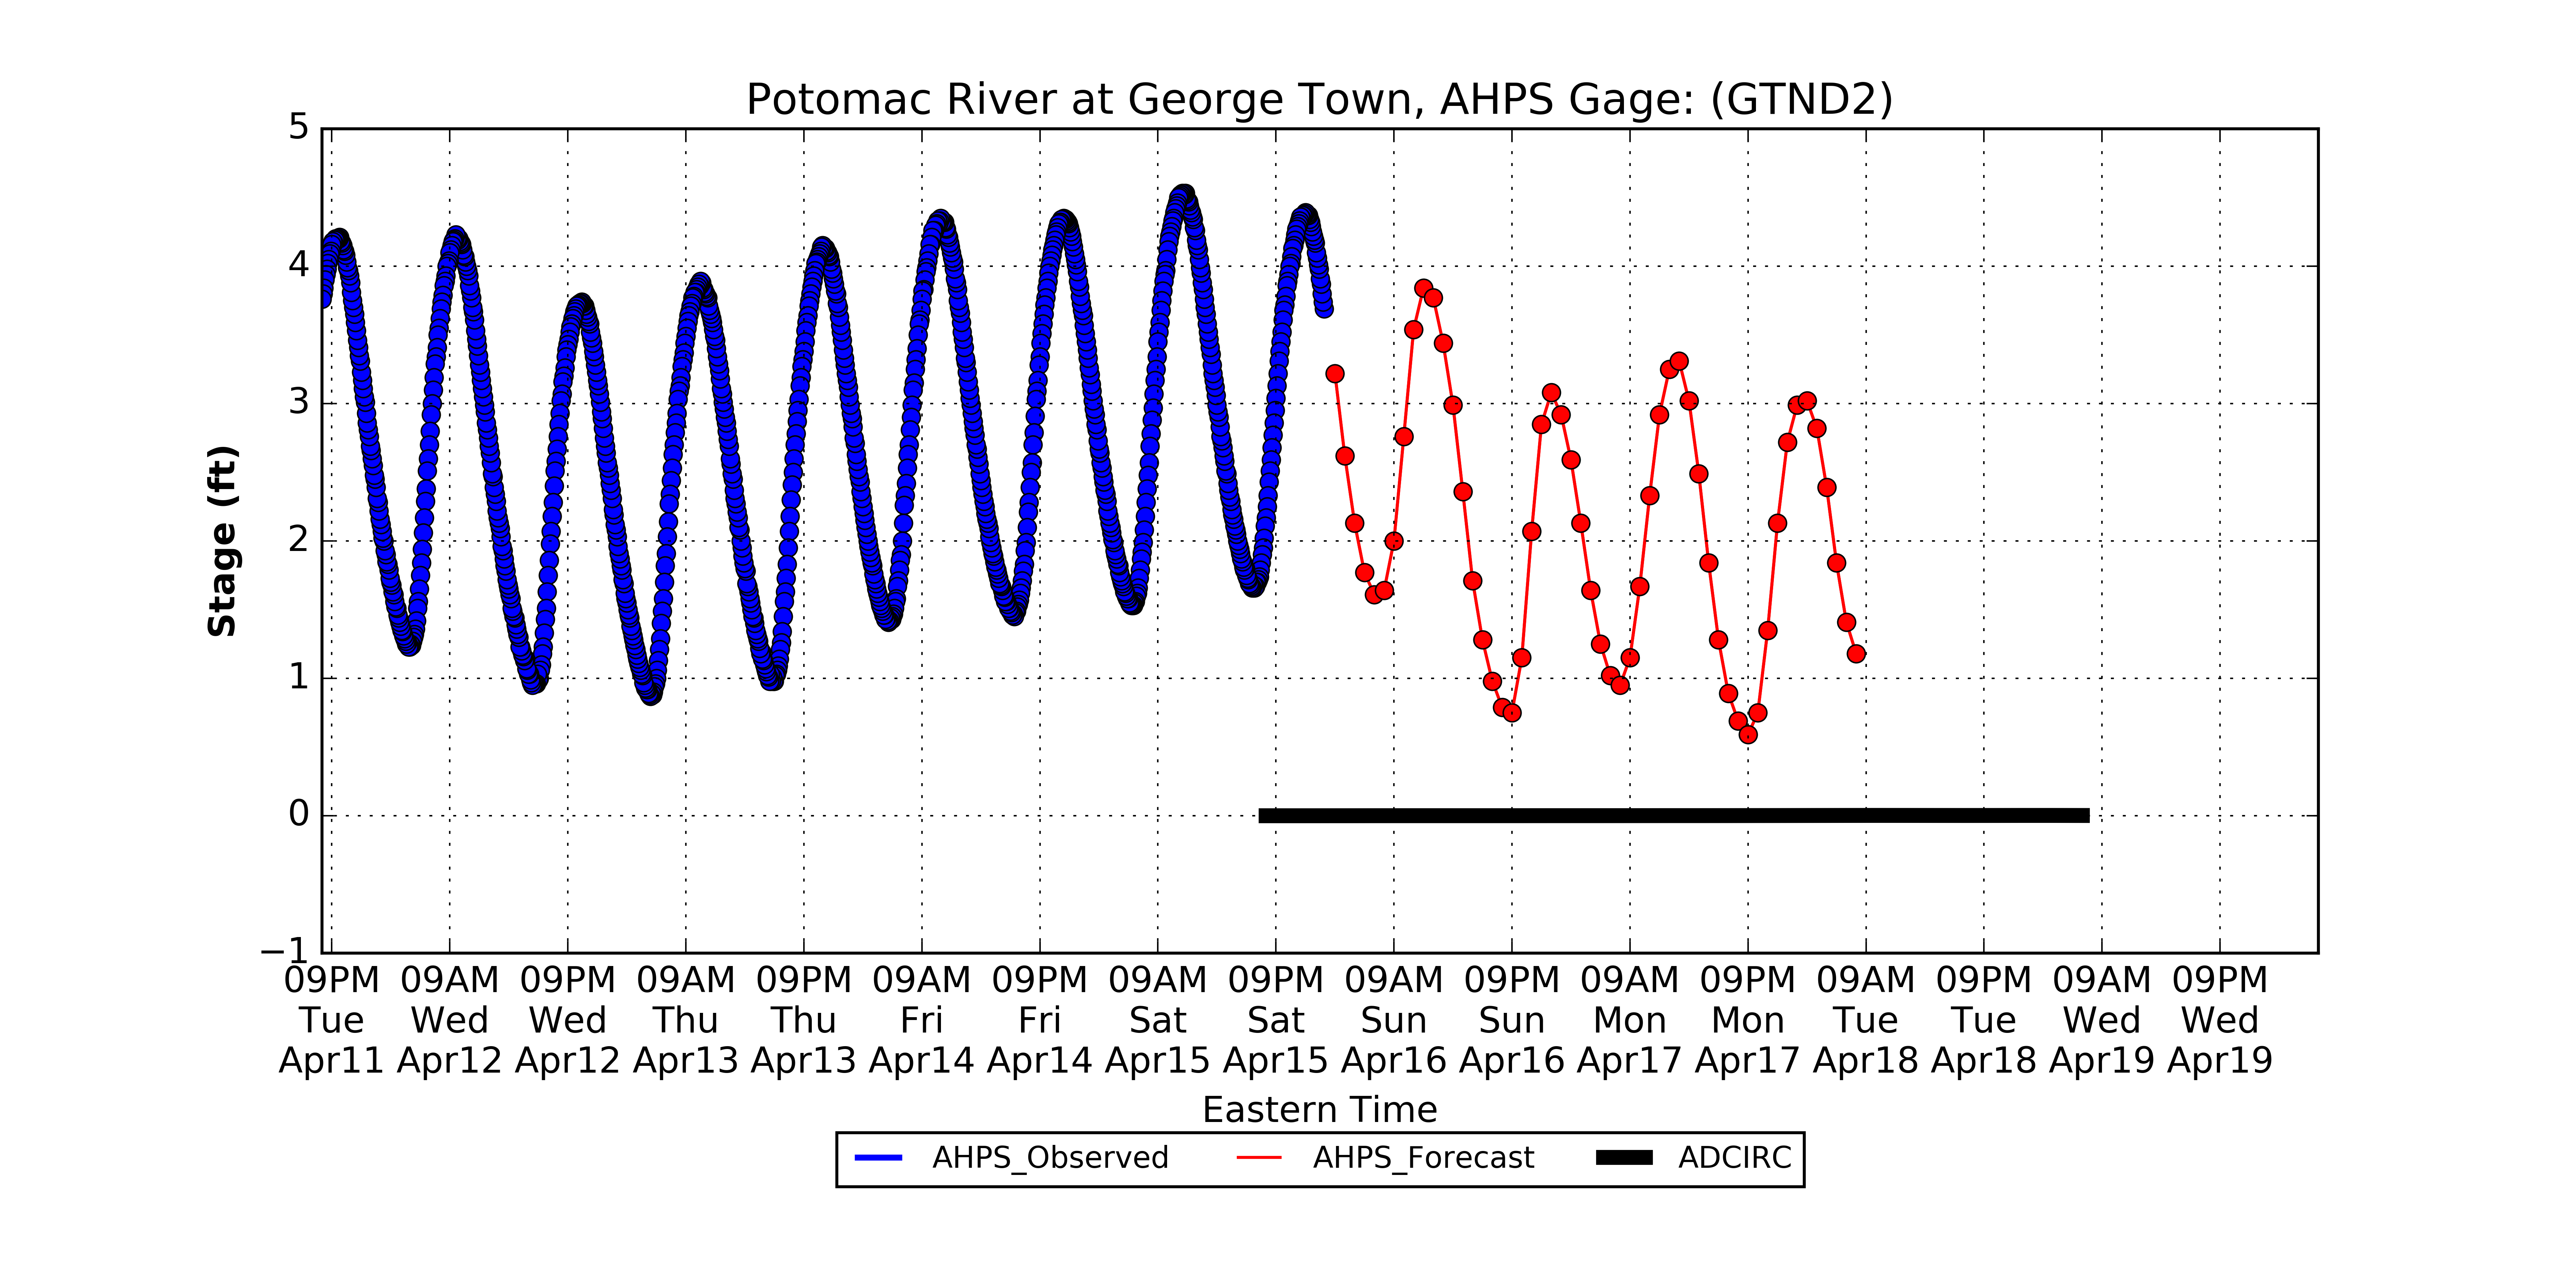 Potomac River at George Town, AHPS Gage: (GTND2)
5
4
3
2
1
0
−1
Stage (ft)
09PM 09AM 09PM 09AM 09PM 09AM 09PM 09AM 09PM 09AM 09PM 09AM 09PM 09AM 09PM 09AM 09PM
Tue Wed Wed Thu Thu Fri Fri Sat Sat Sun Sun Mon Mon Tue Tue Wed Wed
Apr11 Apr12 Apr12 Apr13 Apr13 Apr14 Apr14 Apr15 Apr15 Apr16 Apr16 Apr17 Apr17 Apr18 Apr18 Apr19 Apr19
Eastern Time
AHPS_Observed AHPS_Forecast ADCIRC